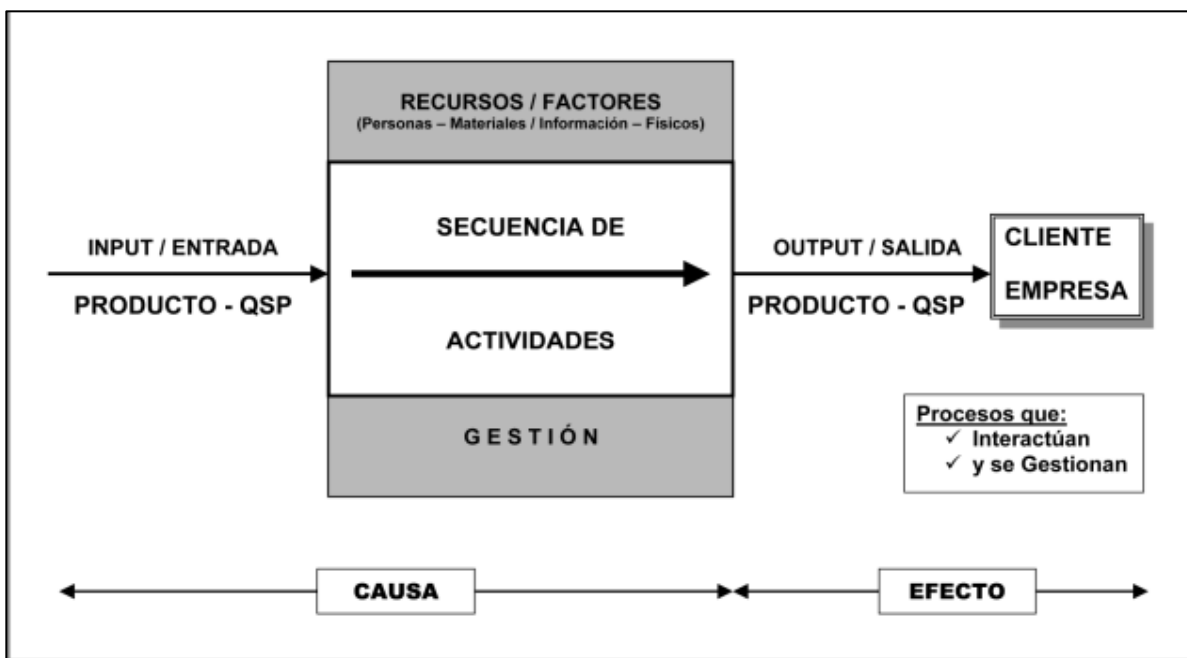 RECURSOS / FACTORES
(Personas – Materiales / Información – Físicos)
INPUT / ENTRADA
PRODUCTO - QSP
SECUENCIA DE
ACTIVIDADES
OUTPUT / SALIDA
PRODUCTO - QSP
CLIENTE
EMPRESA
GESTIÓN
Procesos que:
✓ Interactúan
✓ y se Gestionan
CAUSA
EFECTO